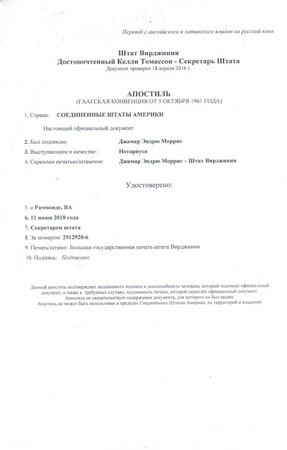 Перевод с английского и латинского языков на русский язык
Штат Вирджиния
Достопочтенный Келли Томассон - Секретарь Штата
Документ проверен 18 апреля 2016 г.
АПОСТИЛЬ
(ГААГСКАЯ КОНВЕНЦИЯ ОТ 5 ОКТЯБРЯ 1961 ГОДА)
1. Страна: СОЕДИНЕННЫЕ ШТАТЫ АМЕРИКИ
Настоящий официальный документ
2. Был подписан: Джамар Эндрю Моррис
3. Выступающим в качестве: Нотариуса
4. Скреплен печатью/штампом: Джамар Эндрю Моррис – Штат Вирджиния
Удостоверено:
5. в Ричмонде, ВА
6. 11 июня 2018 года
7. Секретарем штата
8. За номером: 2912920-6
9. Печать/штамп: Большая государственная печать штата Вирджиния
10. Подпись: Подписано
Данный апостиль подтверждает подлинность подписи и дееспособность человека, который подписал официальный
документ, а также в требуемых случаях, подлинность печати, которой скреплён официальный документ.
Апостиль не свидетельствует содержимое документа, для которого он был выдан.
Апостиль не может быть использован в пределах Соединённых Штатов Америки, их территорий и владений.